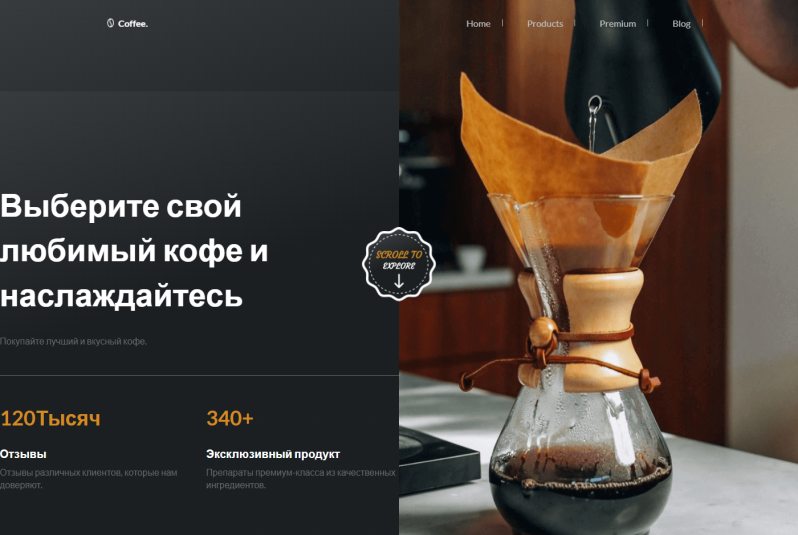 Coffee.
Home
Products
Premium
Blog
Выберите свой
любимый кофе и
наслаждайтесь
SCROLL TO
EXPLORE
Покупайте лучший и вкусный кофе.
120Тысяч
340+
Отзывы
Эксклюзивный продукт
Отзывы различных клиентов, которые нам
доверяют.
Препараты премиум-класса из качественных
ингредиентов.